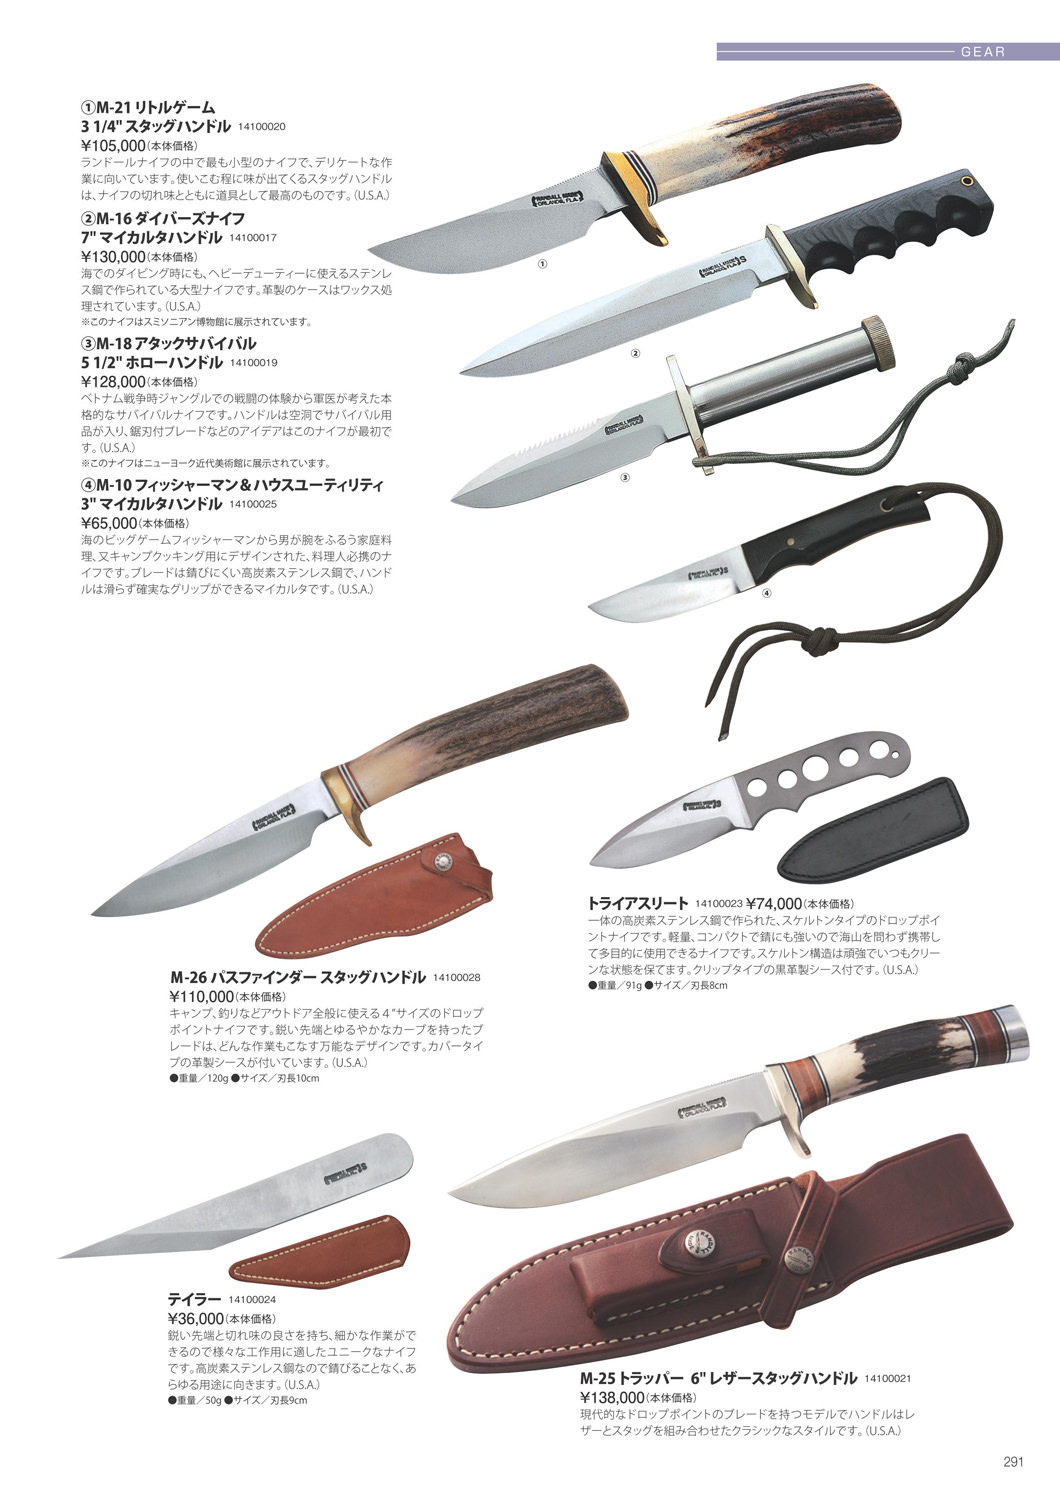 GEAR
①M-21 リトルゲーム
3 1/4" スタッグハンドル 14100020
¥105,000(本体価格)
ランドールナイフの中で最も小型のナイフで、デリケートな作
業に向いています。使いこむ程に味が出てくるスタッグハンドル
は、ナイフの切れ味とともに道具として最高のものです。(U.S.A.)
②M-16 ダイバーズナイフ
7" マイカルタハンドル 14100017
¥130,000(本体価格)
海でのダイビング時にも、ヘビーデューティーに使えるステンレ
ス鋼で作られている大型ナイフです。革製のケースはワックス処
理されています。(U.S.A.)
※このナイフはスミソニアン博物館に展示されています。
③M-18 アタックサバイバル
5 1/2" ホローハンドル 14100019
¥128,000(本体価格)
ベトナム戦争時ジャングルでの戦闘の体験から軍医が考えた本
格的なサバイバルナイフです。ハンドルは空洞でサバイバル用
品が入り、鋸刃付ブレードなどのアイデアはこのナイフが最初で
す。(U.S.A.)
※このナイフはニューヨーク近代美術館に展示されています。
④M-10 フィッシャーマン＆ハウスユーティリティ
3" マイカルタハンドル 14100025
¥65,000(本体価格)
海のビッグゲームフィッシャーマンから男が腕をふるう家庭料
理、又キャンプクッキング用にデザインされた、料理人必携のナ
イフです。ブレードは錆びにくい高炭素ステンレス鋼で、ハンド
ルは滑らず確実なグリップができるマイカルタです。(U.S.A.)
RANDALL MADE
ORLANDO, FLA.
①
RANDALL MADE S
ORLANDO, FLA.
②
RANDALL MADE
③
RANDALL MADE S
④
RANDALL MADE
ORLANDO, FLA.
RANDALL MADE S
トライアスリート 14100023 ¥74,000(本体価格)
一体の高炭素ステンレス鋼で作られた、スケルトンタイプのドロップポイ
ントナイフです。軽量、コンパクトで錆にも強いので海山を問わず携帯し
て多目的に使用できるナイフです。スケルトン構造は頑強でいつもクリー
ンな状態を保てます。クリップタイプの黒革製シース付です。(U.S.A.)
●重量／91g ●サイズ／刃長8cm
M-26 パスファインダー スタッグハンドル 14100028
¥110,000(本体価格)
キャンプ、釣りなどアウトドア全般に使える４"サイズのドロップ
ポイントナイフです。鋭い先端とゆるやかなカーブを持ったブ
レードは、どんな作業もこなす万能なデザインです。カバータイ
プの革製シースが付いています。(U.S.A.)
●重量／120g ●サイズ／刃長10cm
RANDALL MADE
ORLANDO, FLA.
RANDALL MADE S
テイラー 14100024
¥36,000(本体価格)
鋭い先端と切れ味の良さを持ち、細かな作業がで
きるので様々な工作用に適したユニークなナイフ
です。高炭素ステンレス鋼なので錆びることなく、あ
らゆる用途に向きます。(U.S.A.)
●重量／50g ●サイズ／刃長9cm
M-25 トラッパー 6" レザースタッグハンドル 14100021
¥138,000(本体価格)
現代的なドロップポイントのブレードを持つモデルでハンドルはレ
ザーとスタッグを組み合わせたクラシックなスタイルです。(U.S.A.)
291